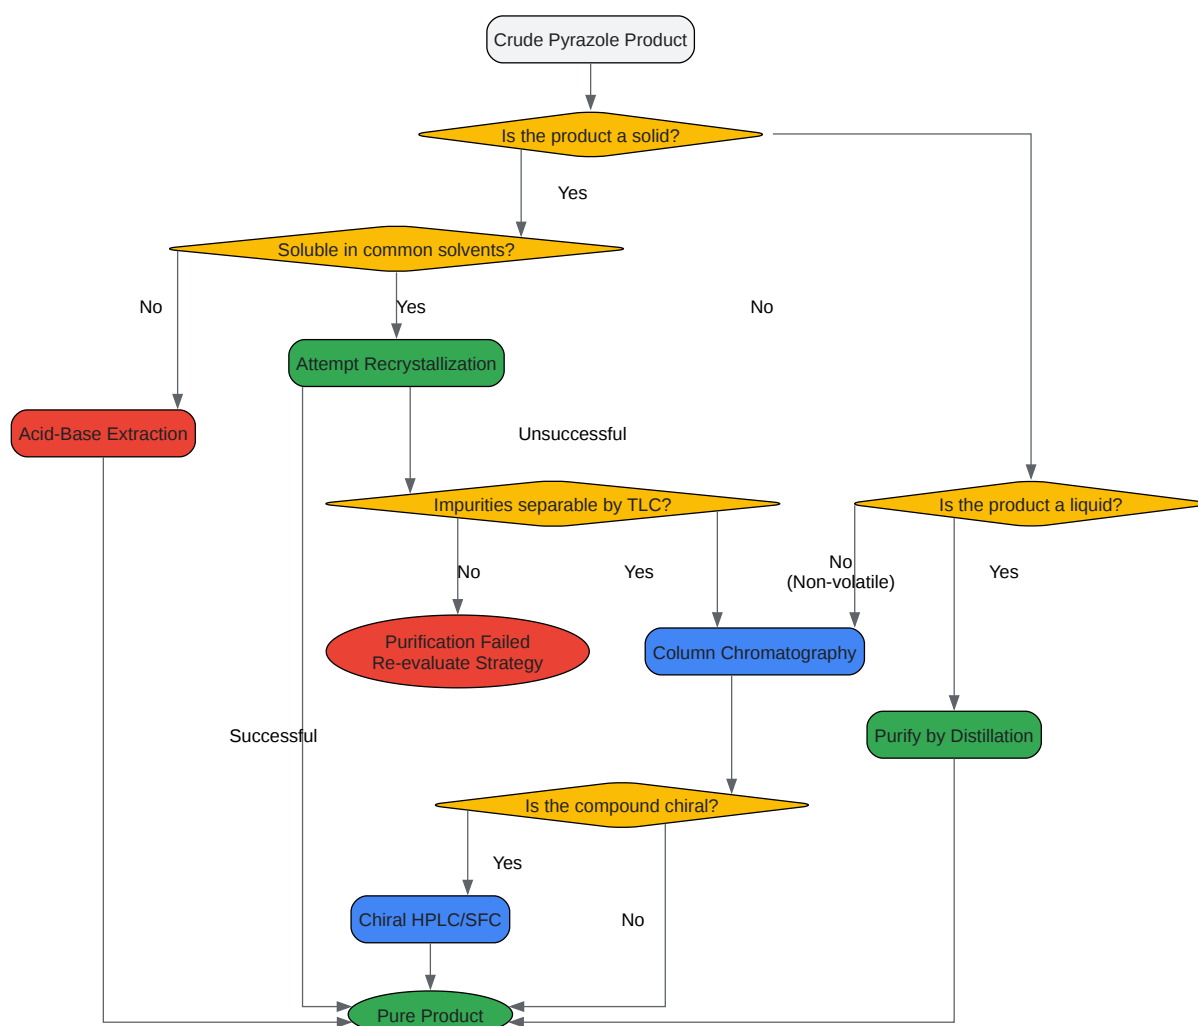 Crude Pyrazole Product
Is the product a solid?
Yes
Soluble in common solvents?
No
Yes
No
Attempt Recrystallization
Acid-Base Extraction
Unsuccessful
Impurities separable by TLC?
Is the product a liquid?
No
Yes
No
(Non-volatile)
Yes
Purification Failed
Re-evaluate Strategy
Column Chromatography
Successful
Purify by Distillation
Is the compound chiral?
Yes
Chiral HPLC/SFC
No
Pure Product